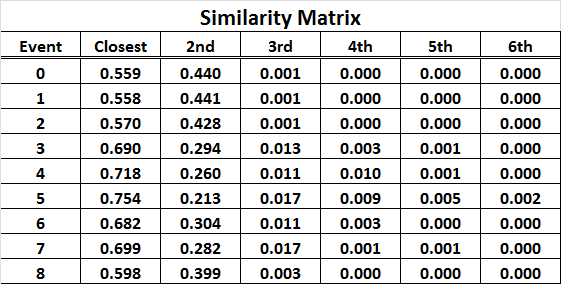 Similarity Matrix
Event Closest 2nd 3rd 4th 5th 6th
0 0.559 0.440 0.001 0.000 0.000 0.000
1 0.558 0.441 0.001 0.000 0.000 0.000
2 0.570 0.428 0.001 0.000 0.000 0.000
3 0.690 0.294 0.013 0.003 0.001 0.000
4 0.718 0.260 0.011 0.010 0.001 0.000
5 0.754 0.213 0.017 0.009 0.005 0.002
6 0.682 0.304 0.011 0.003 0.000 0.000
7 0.699 0.282 0.017 0.001 0.001 0.000
8 0.598 0.399 0.003 0.000 0.000 0.000